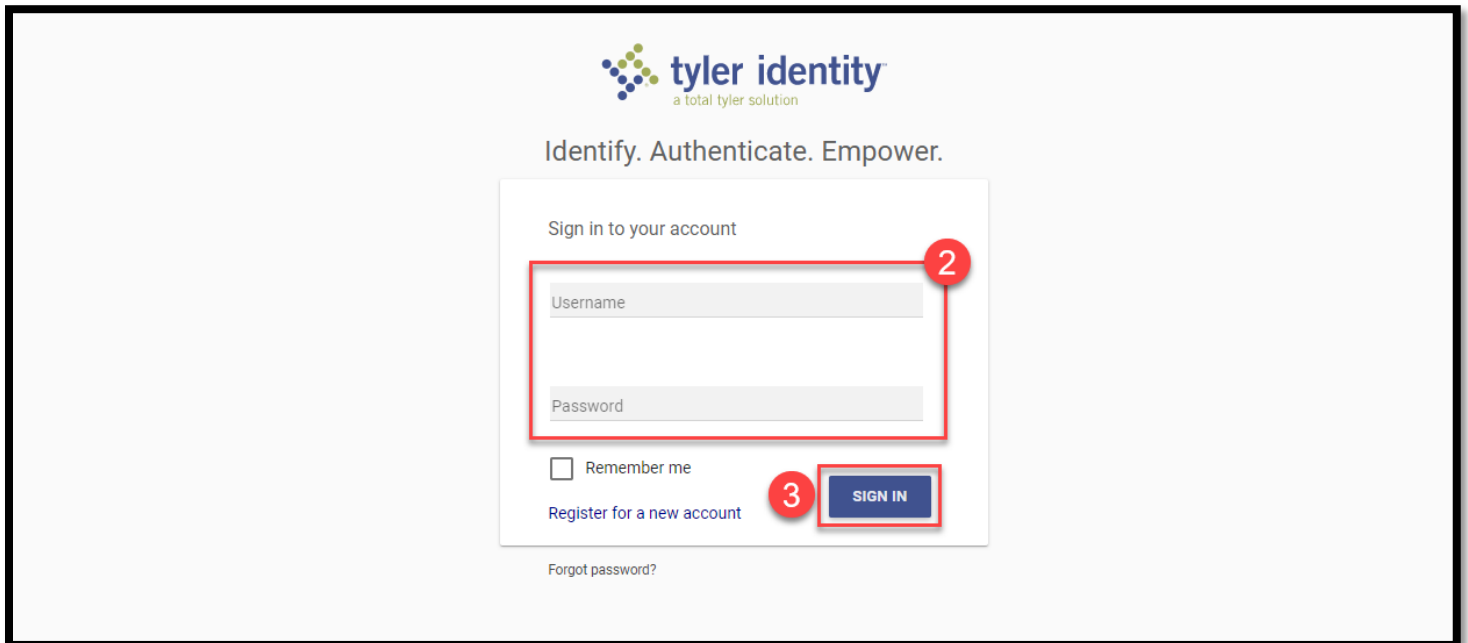 tyler identity
a total tyler solution
Identify. Authenticate. Empower.
Sign in to your account
2
Username
Password
Remember me
3
SIGN IN
Register for a new account
Forgot password?